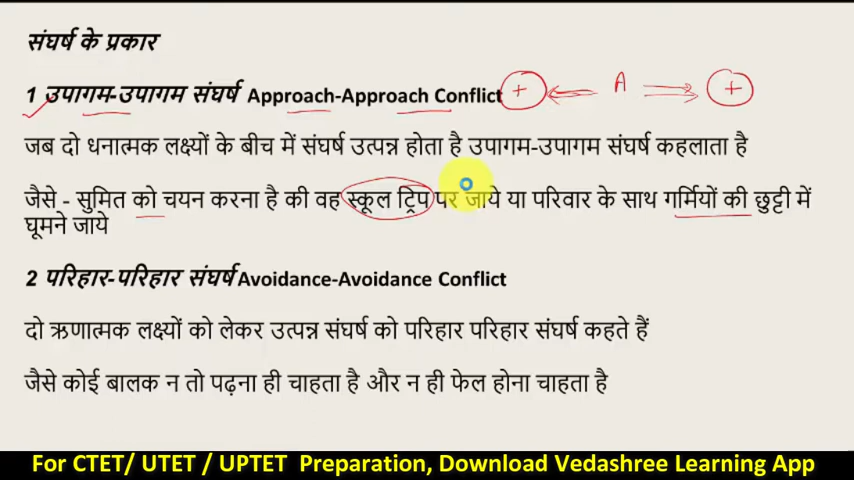 संघर्ष के प्रकार
1 उपागम-उपागम संघर्ष Approach-Approach Conflict + A +
जब दो धनात्मक लक्ष्यों के बीच में संघर्ष उत्पन्न होता है उपागम-उपागम संघर्ष कहलाता है
जैसे - सुमित को चयन करना है की वह स्कूल ट्रिप पर जाये या परिवार के साथ गर्मियों की छुट्टी में
घूमने जाये
2 परिहार-परिहार संघर्ष Avoidance-Avoidance Conflict
दो ऋणात्मक लक्ष्यों को लेकर उत्पन्न संघर्ष को परिहार परिहार संघर्ष कहते हैं
जैसे कोई बालक न तो पढ़ना ही चाहता है और न ही फेल होना चाहता है
For CTET/ UTET / UPTET Preparation, Download Vedashree Learning App